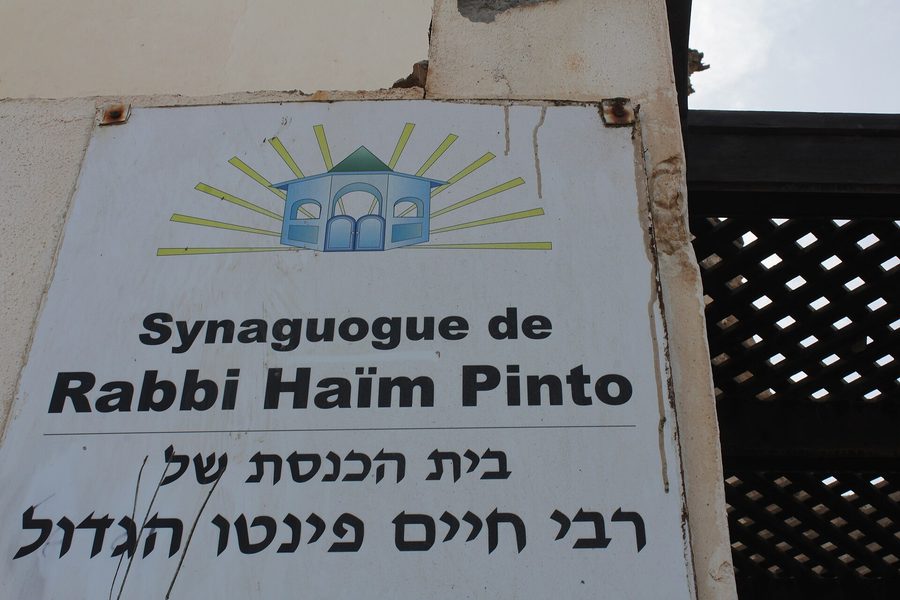 Synaguogue de
Rabbi Haïm Pinto
בית הכנסת של
רבי חיים פינטו הגדול